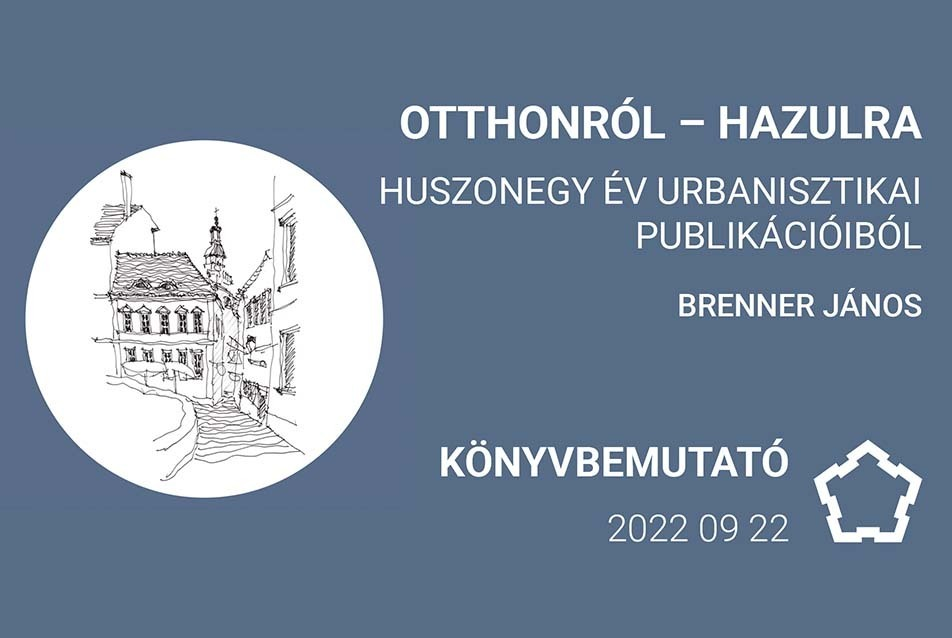 OTTHONRÓL – HAZULRA
HUSZONEGY ÉV URBANISZTIKAI
PUBLIKÁCIÓIBÓL
BRENNER JÁNOS
KÖNYVBEMUTATÓ
2022 09 22